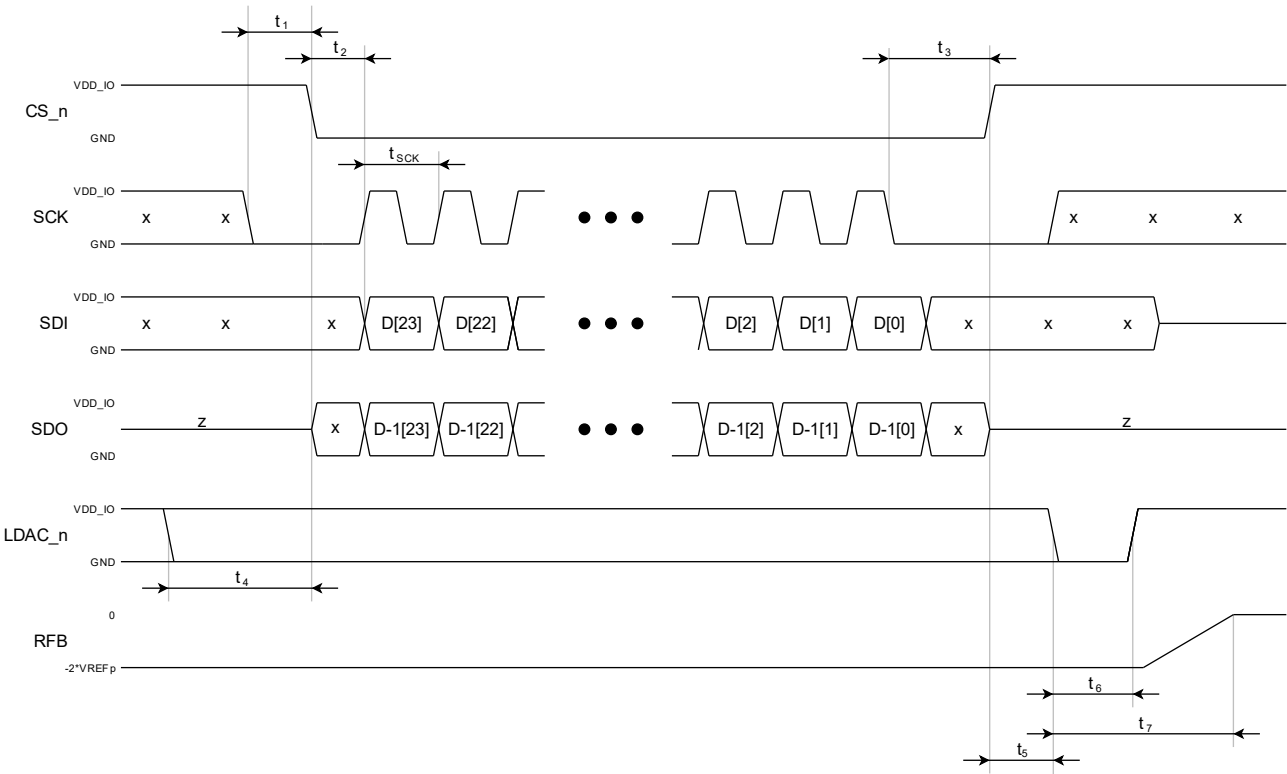 t1
t2 t3
VDD_IO
CS_n
GND
tSCK
VDD_IO
SCK x x x x x
GND
VDD_IO
SDI x x x D[23] D[22] D[2] D[1] D[0] x x x
GND
VDD_IO
SDO z x D-1[23] D-1[22] D-1[2] D-1[1] D-1[0] x z
GND
VDD_IO
LDAC_n
GND
t4
0
RFB
-2*VREFp
t6
t7
t5